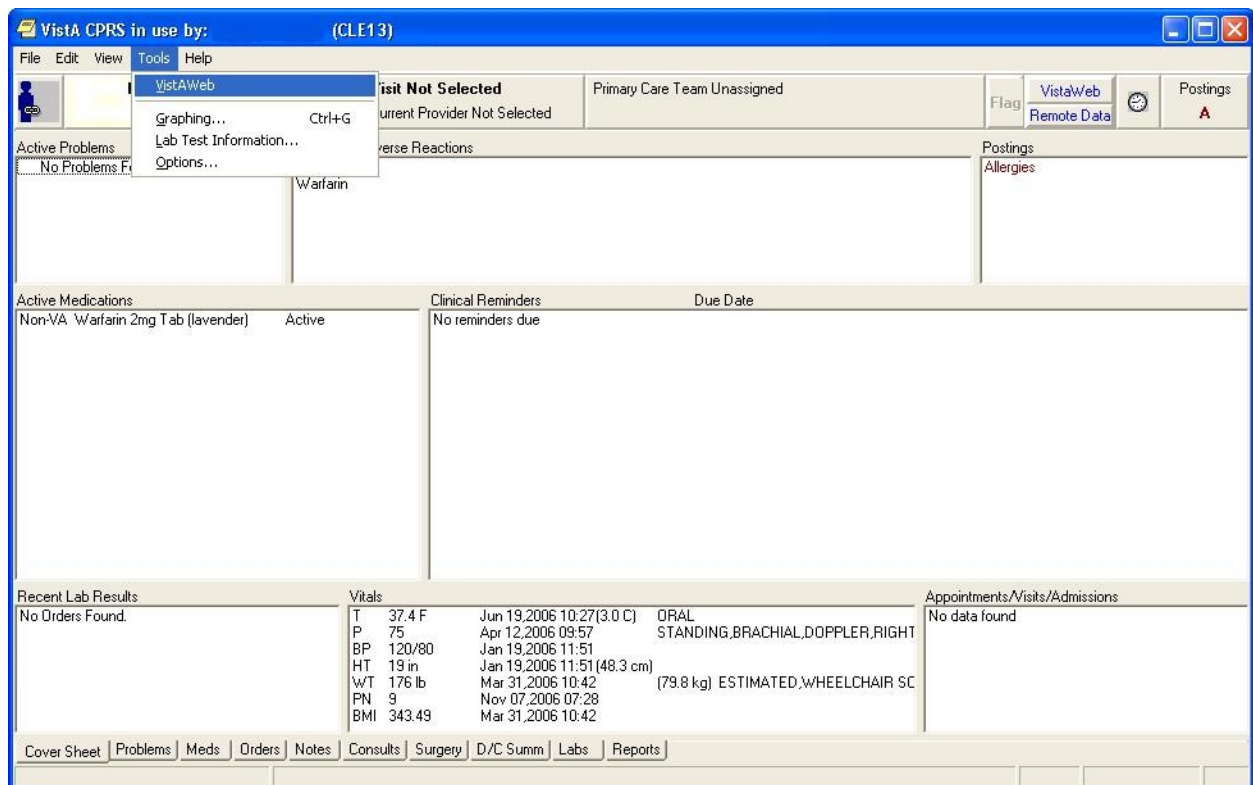 VistA CPRS in use by: (CLE13)
File Edit View Tools Help
VistAWeb
Graphing... Ctrl+G
Lab Test Information...
Options...
isit Not Selected
urrent Provider Not Selected
Primary Care Team Unassigned
Flag
VistaWeb
Remote Data
Postings
A
Active Problems
No Problems F
verse Reactions
Warfarin
Postings
Allergies
Active Medications
Non-VA Warfarin 2mg Tab (lavender) Active
Clinical Reminders Due Date
No reminders due
Recent Lab Results
No Orders Found.
Vitals
T 37.4 F Jun 19,2006 10:27(3.0 C) ORAL
P 75 Apr 12,2006 09:57 STANDING,BRACHIAL,DOPPLER,RIGHT
BP 120/80 Jan 19,2006 11:51
HT 19 in Jan 19,2006 11:51(48.3 cm)
WT 176 lb Mar 31,2006 10:42 (79.8 kg) ESTIMATED,WHEELCHAIR SC
PN 9 Nov 07,2006 07:28
BMI 343.49 Mar 31,2006 10:42
Appointments/Visits/Admissions
No data found
Cover Sheet Problems Meds Orders Notes Consults Surgery D/C Summ Labs Reports